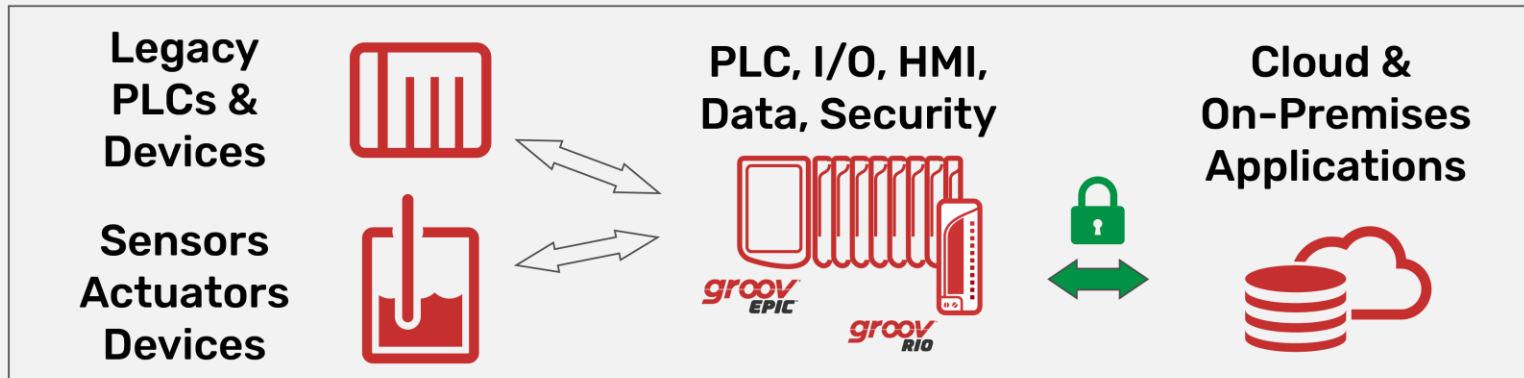 Legacy
PLCs &
Devices
Sensors
Actuators
Devices
PLC, I/O, HMI,
Data, Security
groov
EPIC
groov
RIO
Cloud &
On-Premises
Applications